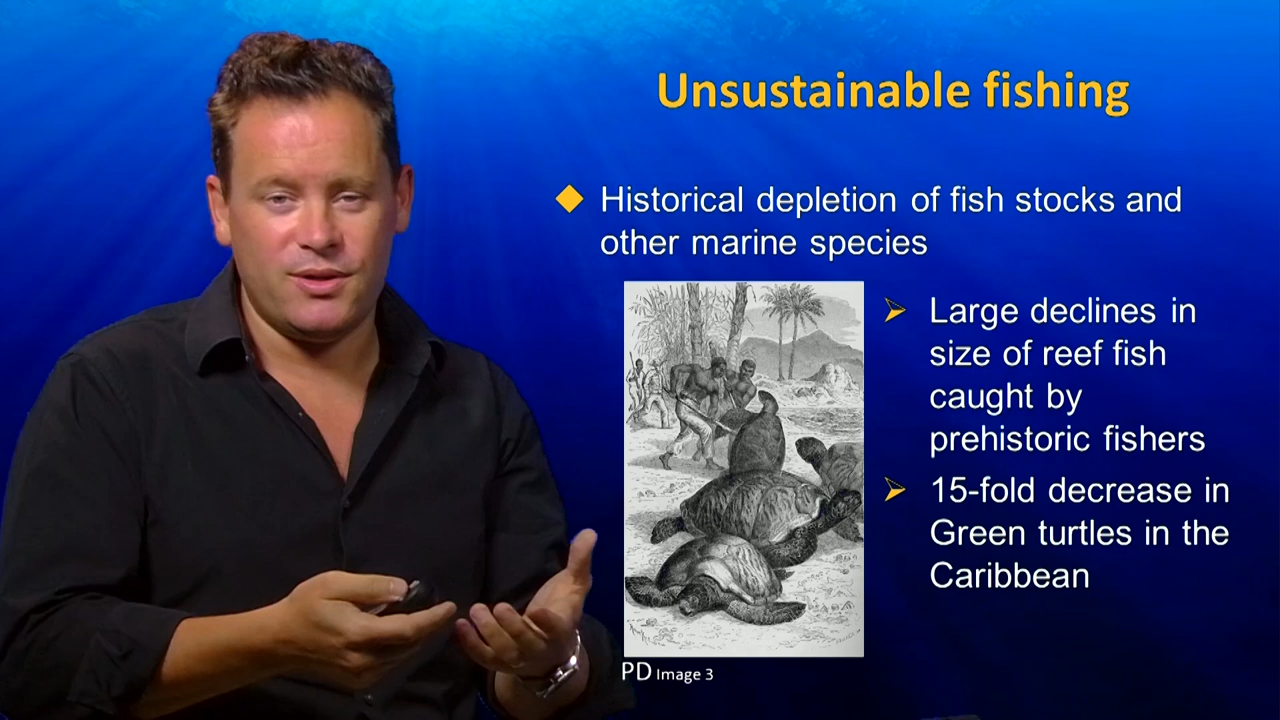 Unsustainable fishing
Historical depletion of fish stocks and
other marine species
Large declines in
size of reef fish
caught by
prehistoric fishers
15-fold decrease in
Green turtles in the
Caribbean
PD Image 3